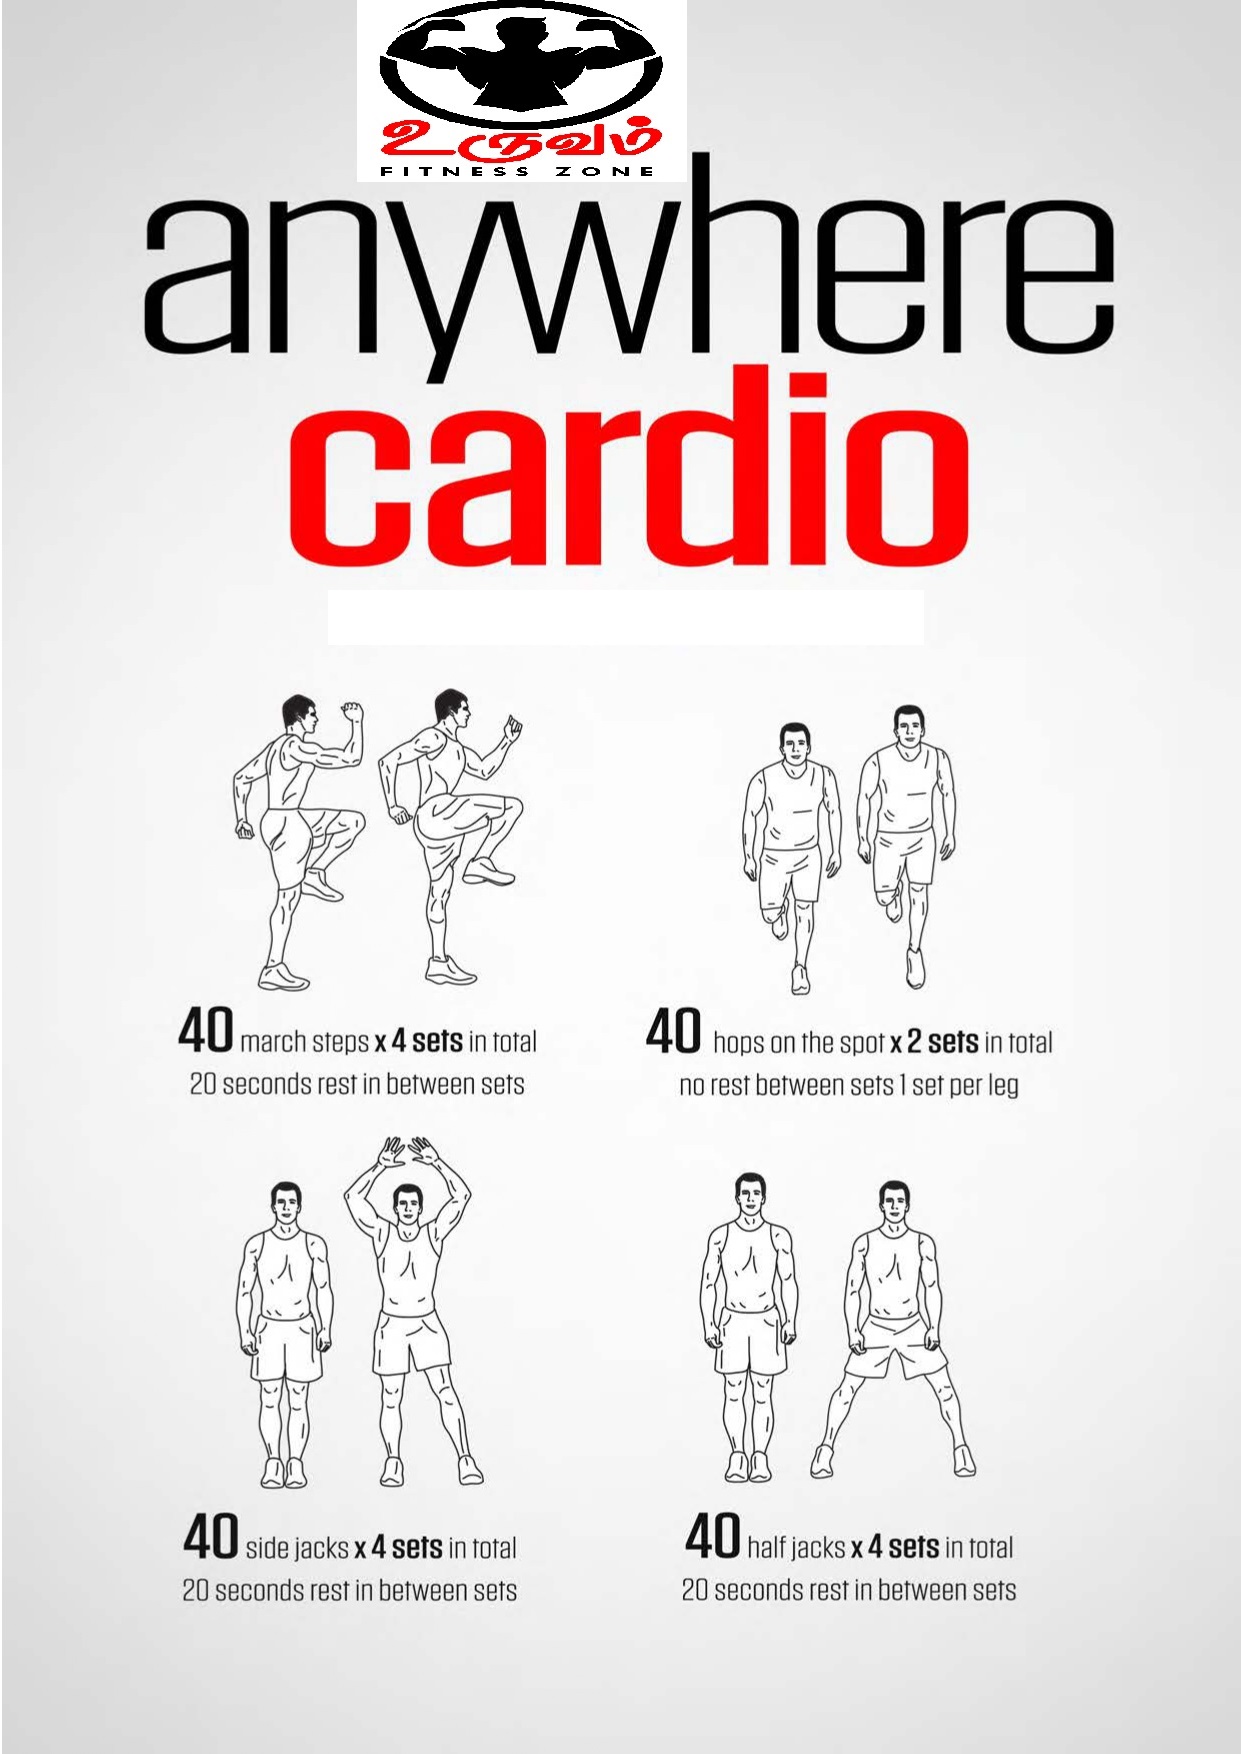 உருவம்
FITNESS ZONE
anywhere
cardio
40 march steps x 4 sets in total
20 seconds rest in between sets
40 hops on the spot x 2 sets in total
no rest between sets 1 set per leg
40 side jacks x 4 sets in total
20 seconds rest in between sets
40 half jacks x 4 sets in total
20 seconds rest in between sets